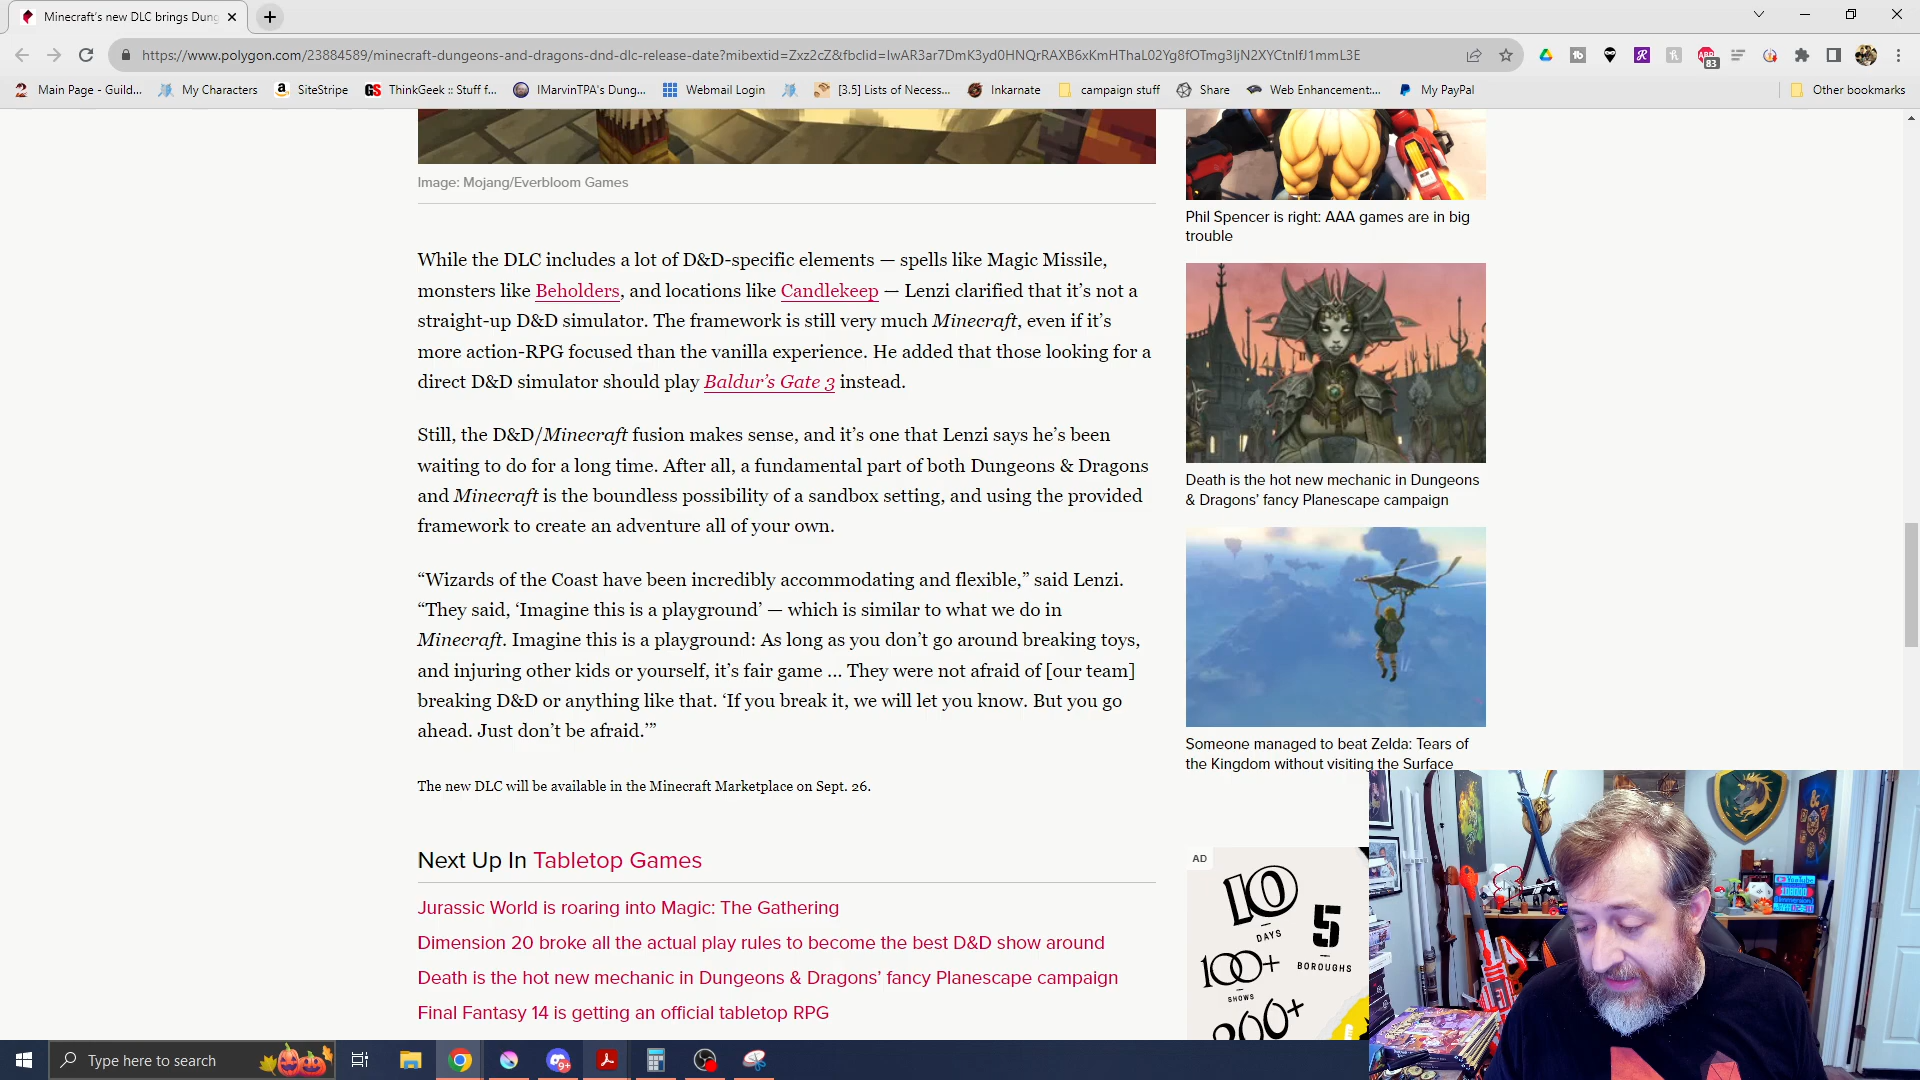 Minecraft's new DLC brings Dung
https://www.polygon.com/23884589/minecraft-dungeons-and-dragons-dnd-dlc-release-date?mibextid=Zxz2cZ&fbclid=IwAR3ar7DmK3yd0HNQrRAXB6xKmHThaL02Yg8fOTmg3IjN2XYCtnIfJ1mmL3E
83
Main Page - Guild...
My Characters
SiteStripe
ThinkGeek :: Stuff f...
IMarvinTPA's Dung...
Webmail Login
[3.5] Lists of Necess...
Inkarnate
campaign stuff
Share
Web Enhancement:...
My PayPal
Other bookmarks
Image: Mojang/Everbloom Games
While the DLC includes a lot of D&D-specific elements — spells like Magic Missile,
monsters like Beholders, and locations like Candlekeep — Lenzi clarified that it's not a
straight-up D&D simulator. The framework is still very much Minecraft, even if it's
more action-RPG focused than the vanilla experience. He added that those looking for a
direct D&D simulator should play Baldur's Gate 3 instead.
Still, the D&D/Minecraft fusion makes sense, and it's one that Lenzi says he's been
waiting to do for a long time. After all, a fundamental part of both Dungeons & Dragons
and Minecraft is the boundless possibility of a sandbox setting, and using the provided
framework to create an adventure all of your own.
“Wizards of the Coast have been incredibly accommodating and flexible,” said Lenzi.
“They said, ‘Imagine this is a playground’ — which is similar to what we do in
Minecraft. Imagine this is a playground: As long as you don't go around breaking toys,
and injuring other kids or yourself, it's fair game ... They were not afraid of [our team]
breaking D&D or anything like that. ‘If you break it, we will let you know. But you go
ahead. Just don't be afraid.’”
The new DLC will be available in the Minecraft Marketplace on Sept. 26.
Next Up In Tabletop Games
Jurassic World is roaring into Magic: The Gathering
Dimension 20 broke all the actual play rules to become the best D&D show around
Death is the hot new mechanic in Dungeons & Dragons' fancy Planescape campaign
Final Fantasy 14 is getting an official tabletop RPG
Phil Spencer is right: AAA games are in big
trouble
Death is the hot new mechanic in Dungeons
& Dragons' fancy Planescape campaign
Someone managed to beat Zelda: Tears of
the Kingdom without visiting the Surface
AD
10
DAYS
5
BOROUGHS
100+
SHOWS
200+
YouTube
Type here to search
9+